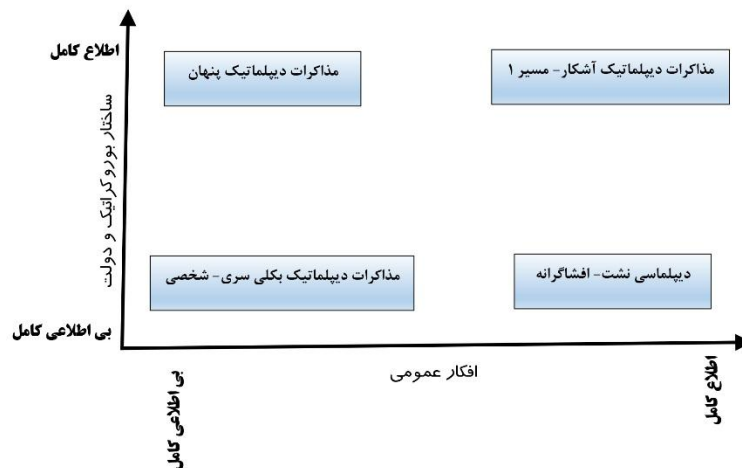 اطلاع کامل
مذاکرات دیپلماتیک آشکار- مسیر ۱
مذاکرات دیپلماتیک پنهان
ساختار بوروکراتیک و دولت
دیپلماسی نشت- افشاگرانه
مذاکرات دیپلماتیک بکلی سری- شخصی
بی اطلاعی کامل
افکار عمومی
اطلاع کامل
بی اطلاعی کامل